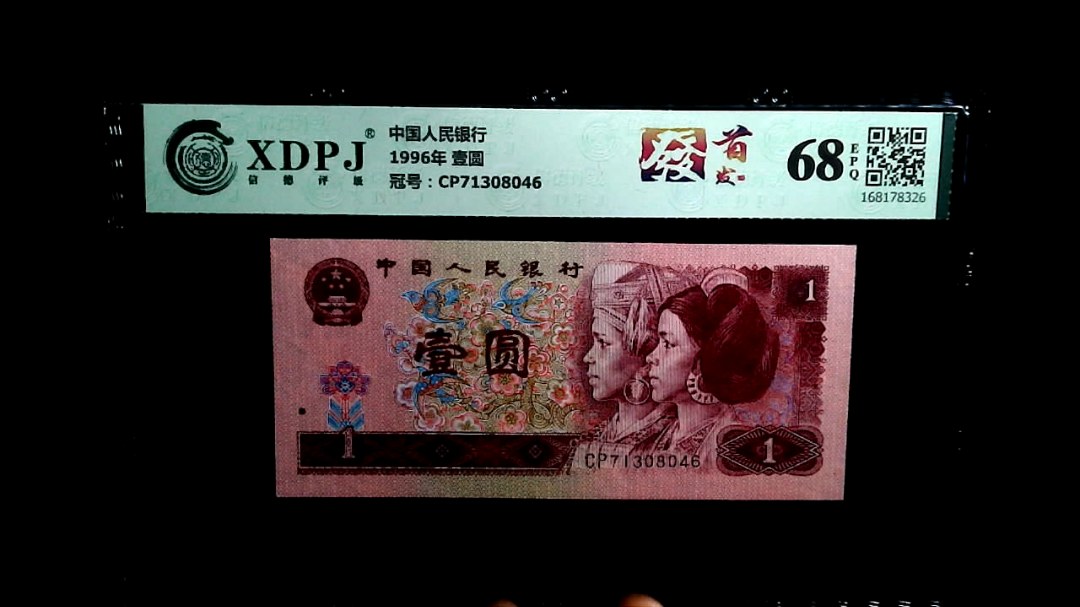 XDPJ®
信德评级
中国人民银行
1996年 壹圆
冠号：CP71308046
發
首发
68
EPQ
168178326
中国人民银行
1
壹圆
1
CP71308046
1